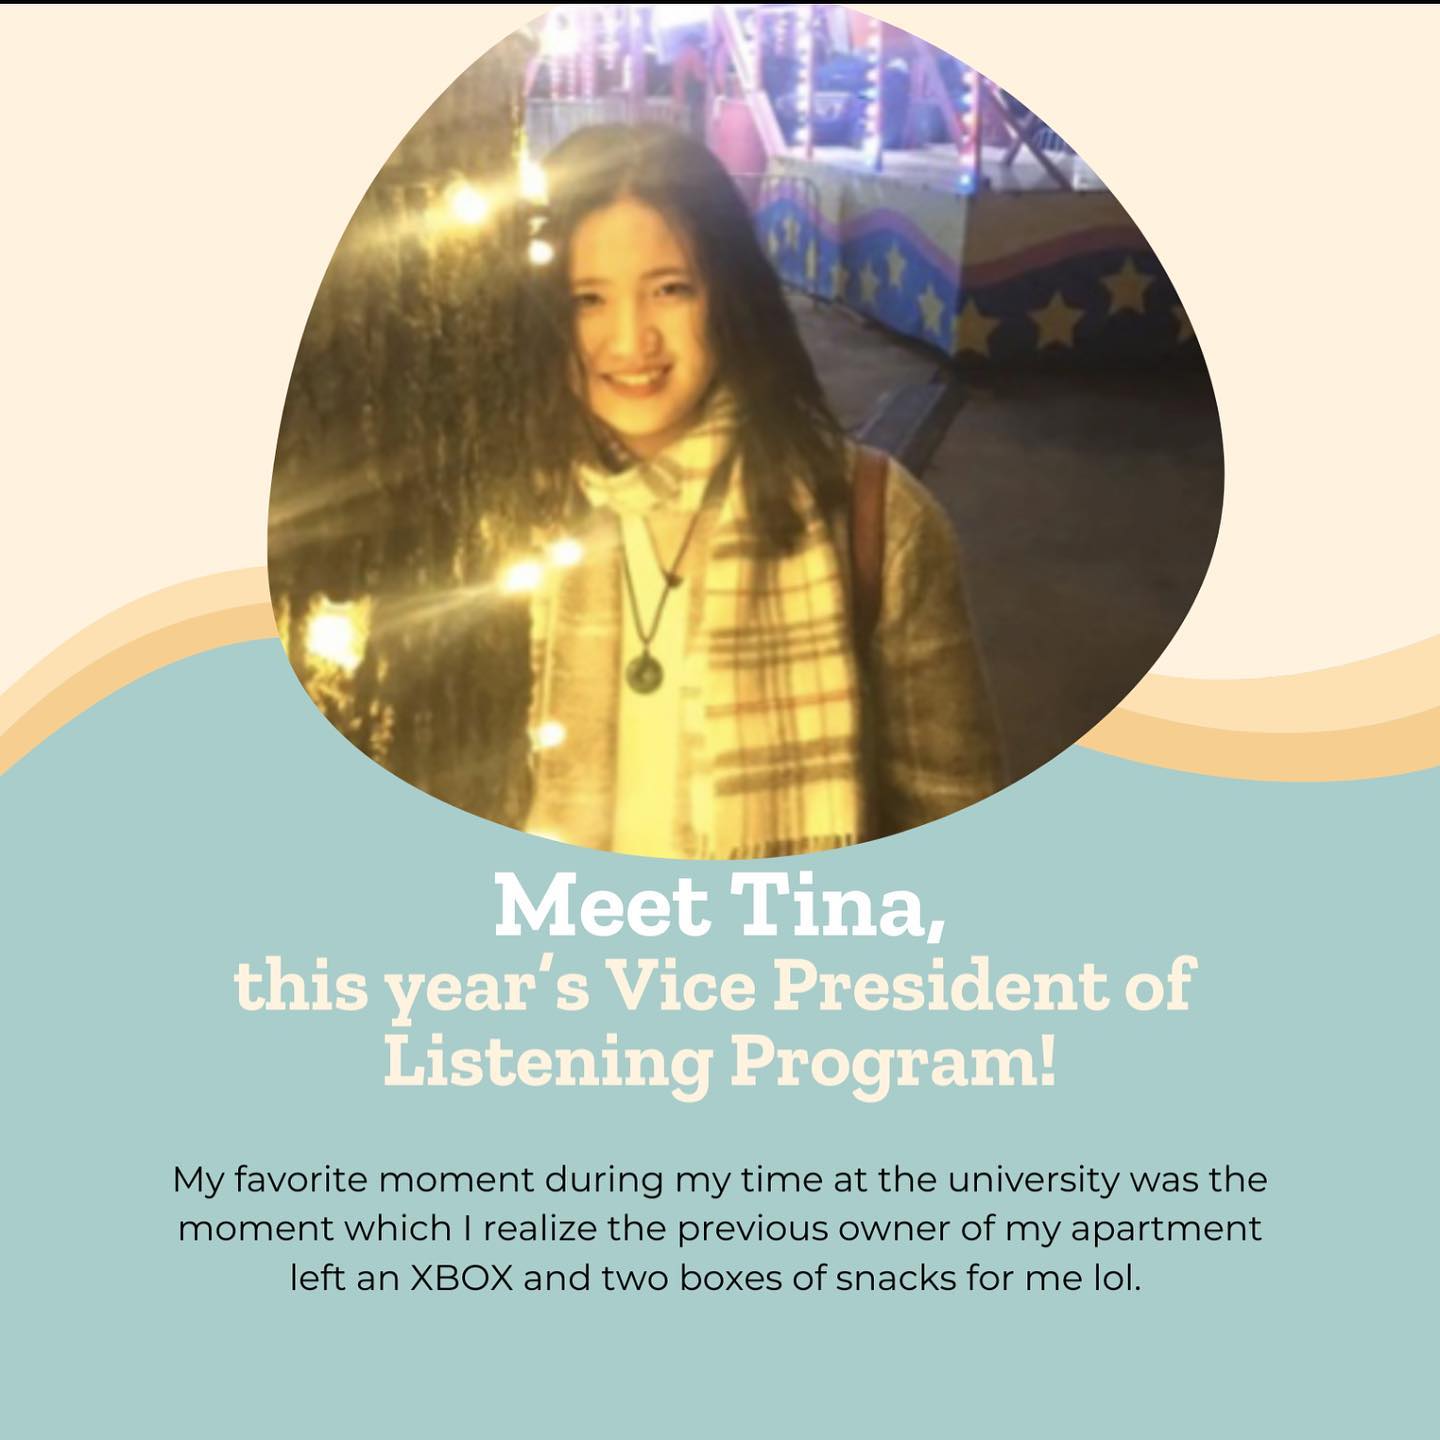 Meet Tina,
this year's Vice President of
Listening Program!
My favorite moment during my time at the university was the
moment which I realize the previous owner of my apartment
left an XBOX and two boxes of snacks for me lol.